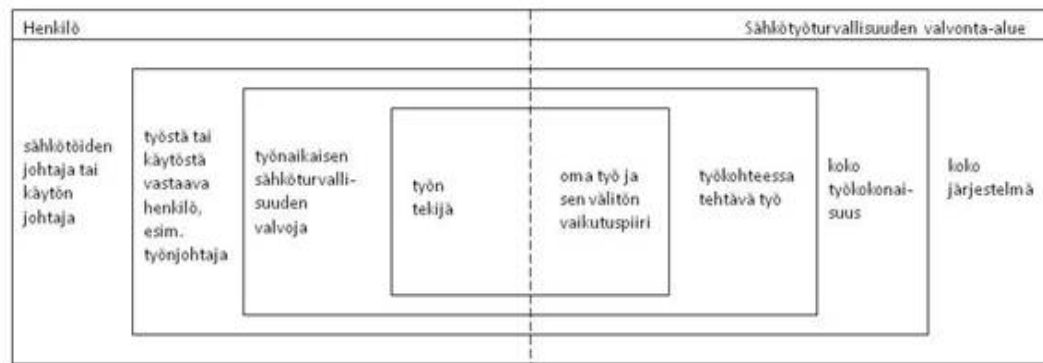 Henkilö
Sähkötyöturvallisuuden valvonta-alue
sähkötöiden
johtaja tai
käytön
johtaja
työstä tai
käytöstä
vastaava
henkilö,
esim.
työnjohtaja
työnaikaisen
sähköturvalli-
suuden
valvoja
työn
tekijä
oma työ ja
sen välitön
vaikutuspiiri
työkohteessa
tehtävä työ
koko
työkokonai-
suus
koko
järjestelmä